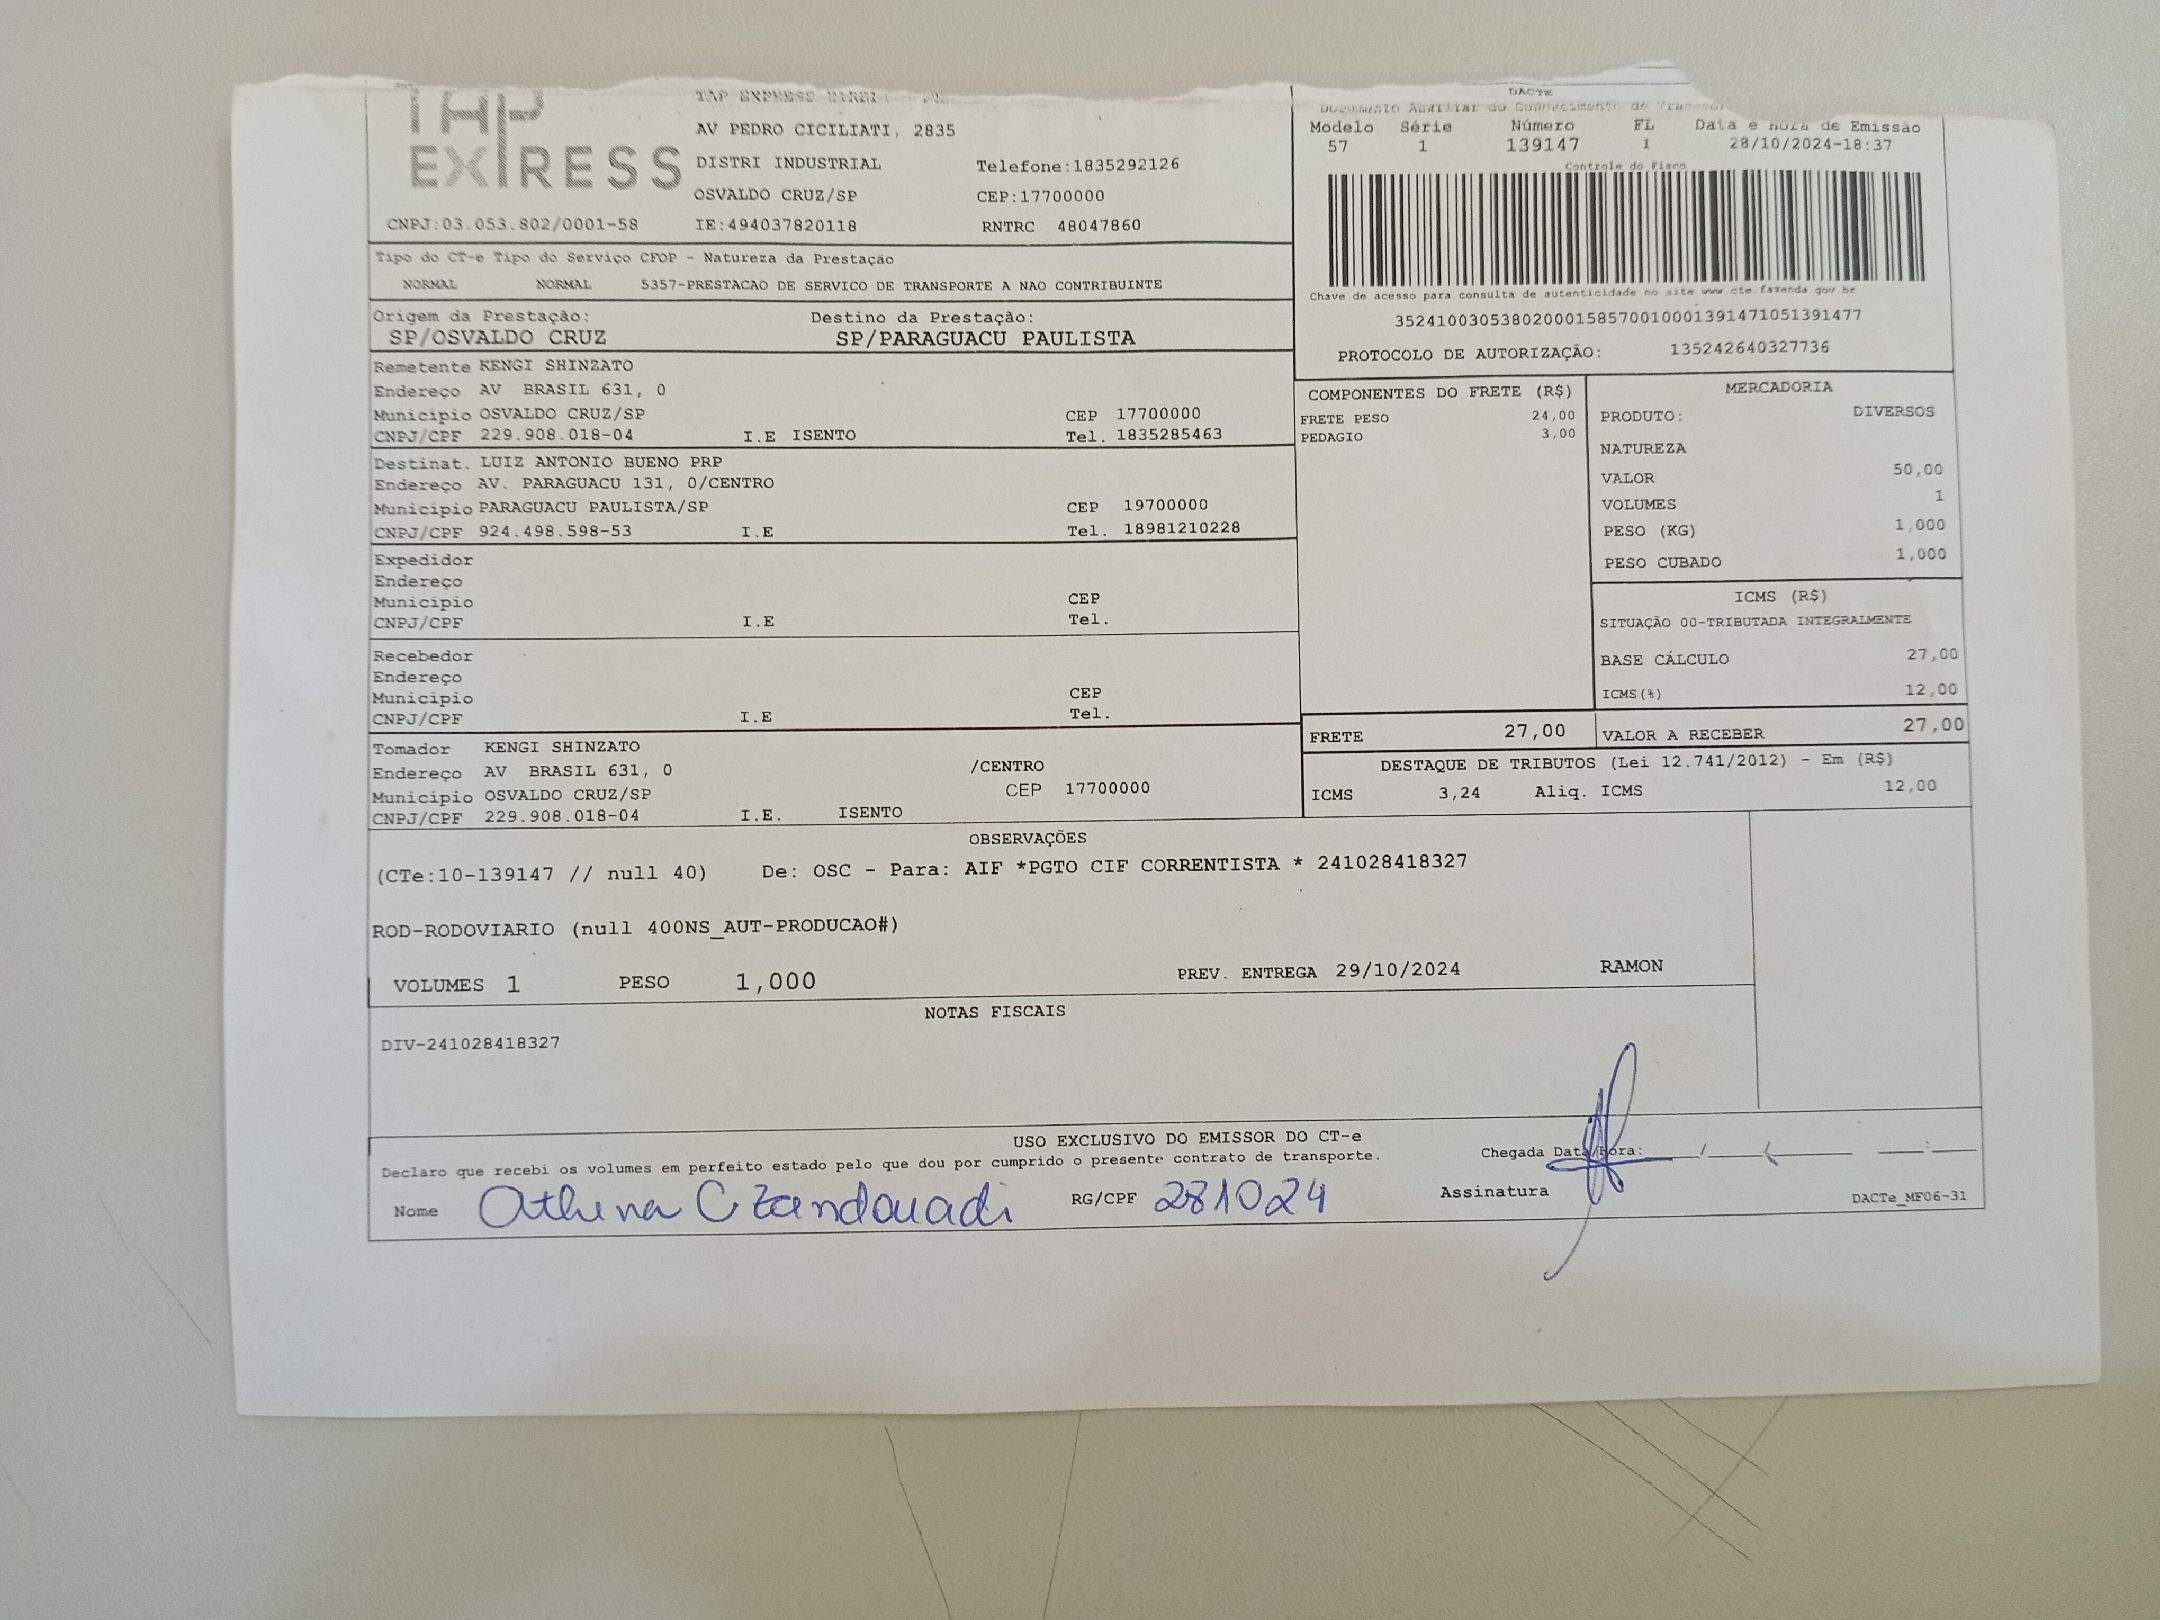 TAP
EXPRESS
TAP EXPRESS
AV PEDRO CICILIATI, 2835
DISTRI INDUSTRIAL Telefone:1835292126
OSVALDO CRUZ/SP CEP:17700000
CNPJ:03.053.802/0001-58 IE:494037820118 RNTRC 48047860
DACTE
Documento Auxiliar do Conhecimento de
Modelo Série Número FL Data e Hora de Emissão
57 1 139147 1 28/10/2024-18:37
Controle do Fisco
Chave de acesso para consulta de autenticidade no site www.cte.fazenda.gov.br
35241003053802000158570010001391471051391477
PROTOCOLO DE AUTORIZAÇÃO: 135242640327736
Tipo do CT-e Tipo do Serviço CFOP - Natureza da Prestação
NORMAL NORMAL 5357-PRESTACAO DE SERVICO DE TRANSPORTE A NAO CONTRIBUINTE
Origem da Prestação: Destino da Prestação:
SP/OSVALDO CRUZ SP/PARAGUACU PAULISTA
Remetente KENGI SHINZATO
Endereço AV BRASIL 631, 0
Município OSVALDO CRUZ/SP CEP 17700000
CNPJ/CPF 229.908.018-04 I.E ISENTO Tel. 1835285463
Destinat. LUIZ ANTONIO BUENO PRP
Endereço AV. PARAGUACU 131, 0/CENTRO
Município PARAGUACU PAULISTA/SP CEP 19700000
CNPJ/CPF 924.498.598-53 I.E Tel. 18981210228
Expedidor
Endereço
Município CEP
CNPJ/CPF I.E Tel.
Recebedor
Endereço
Município CEP
CNPJ/CPF I.E Tel.
Tomador KENGI SHINZATO
Endereço AV BRASIL 631, 0 /CENTRO
Município OSVALDO CRUZ/SP CEP 17700000
CNPJ/CPF 229.908.018-04 I.E. ISENTO
COMPONENTES DO FRETE (R$)
FRETE PESO 24,00
PEDAGIO 3,00
MERCADORIA
PRODUTO: DIVERSOS
NATUREZA
VALOR 50,00
VOLUMES 1
PESO (KG) 1,000
PESO CUBADO 1,000
ICMS (R$)
SITUAÇÃO 00-TRIBUTADA INTEGRALMENTE
BASE CÁLCULO 27,00
ICMS(%) 12,00
FRETE 27,00 VALOR A RECEBER 27,00
DESTAQUE DE TRIBUTOS (Lei 12.741/2012) - Em (R$)
ICMS 3,24 Aliq. ICMS 12,00
OBSERVAÇÕES
(CTe:10-139147 // null 40) De: OSC - Para: AIF *PGTO CIF CORRENTISTA * 241028418327
ROD-RODOVIARIO (null 400NS_AUT-PRODUCAO#)
VOLUMES 1 PESO 1,000 PREV. ENTREGA 29/10/2024 RAMON
NOTAS FISCAIS
DIV-241028418327
USO EXCLUSIVO DO EMISSOR DO CT-e
Declaro que recebi os volumes em perfeito estado pelo que dou por cumprido o presente contrato de transporte. Chegada Data/Hora: / / :
Nome Athena C RG/CPF 281024 Assinatura DACTe_MF06-31